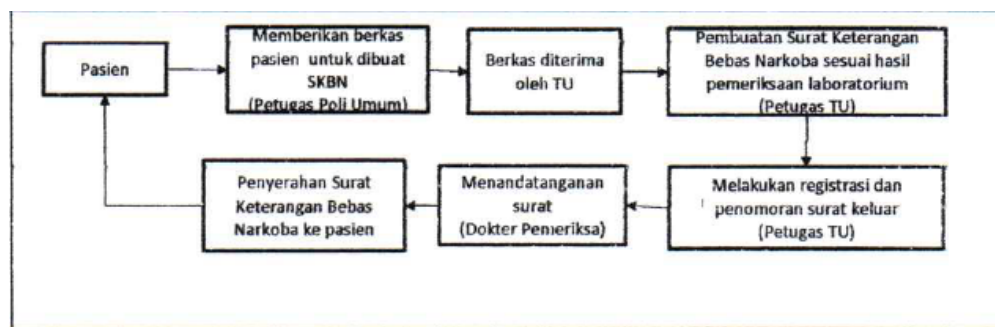 Pasien
Memberikan berkas
pasien untuk dibuat
SKBN
(Petugas Poli Umum)
Berkas diterima
oleh TU
Pembuatan Surat Keterangan
Bebas Narkoba sesuai hasil
pemeriksaan laboratorium
(Petugas TU)
Melakukan registrasi dan
penomoran surat keluar
(Petugas TU)
Menandatanganan
surat
(Dokter Pemeriksa)
Penyerahan Surat
Keterangan Bebas
Narkoba ke pasien